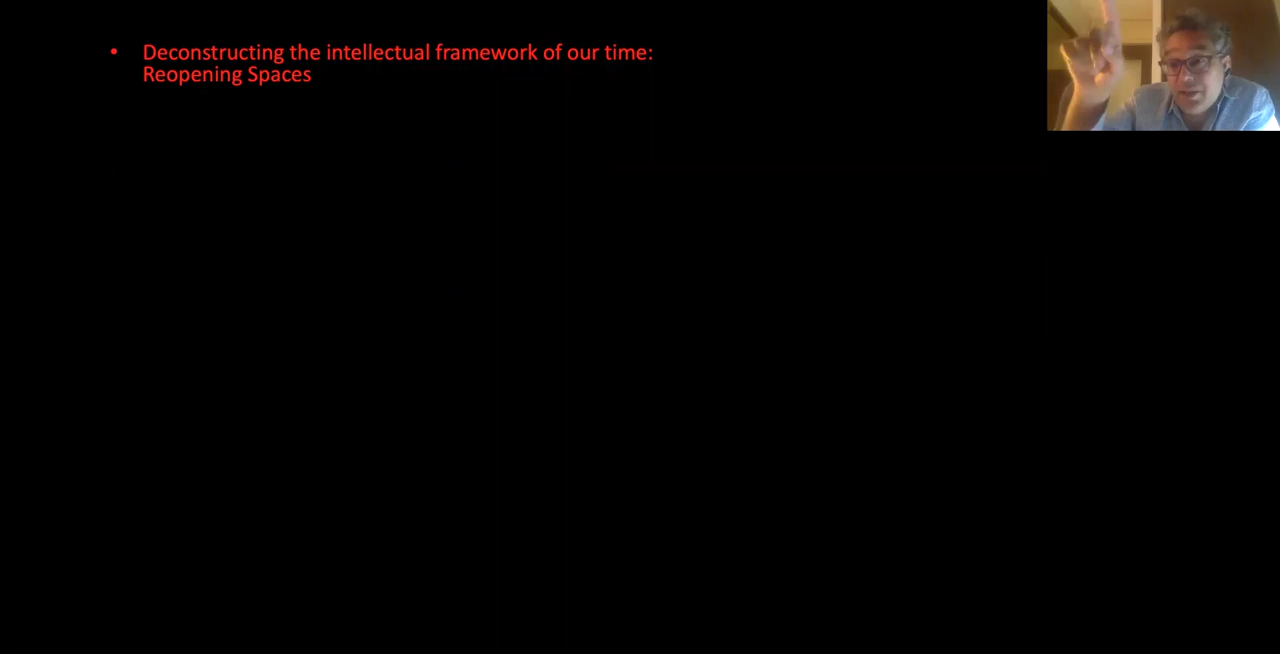 • Deconstructing the intellectual framework of our time:
Reopening Spaces